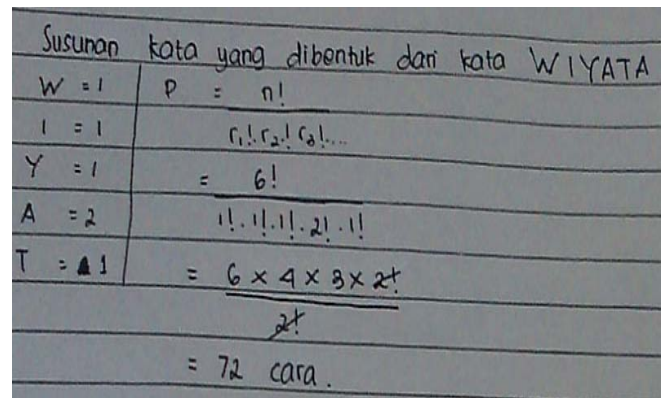 Susunan kata yang dibentuk dari kata WIYATA
W = 1 P = n!
r₁!.r₂!r₃!....
I = 1
Y = 1 = 6!
A = 2 1!.1!.1!.2!.1!
T = 1 = 6 x 4 x 3 x 2!
2!
= 72 cara.